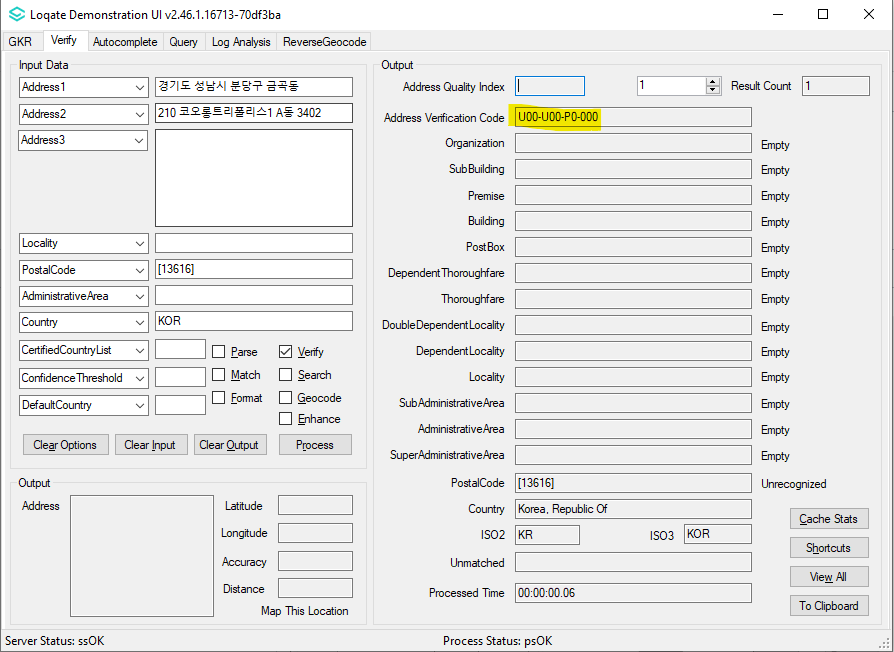 Loqate Demonstration UI v2.46.1.16713-70df3ba
GKR Verify Autocomplete Query Log Analysis ReverseGeocode
Input Data
Address1 경기도 성남시 분당구 금곡동
Address2 210 코오롱트리폴리스1 A동 3402
Address3
Locality
PostalCode [13616]
AdministrativeArea
Country KOR
CertifiedCountryList Parse Verify
ConfidenceThreshold Match Search
DefaultCountry Format Geocode
Enhance
Clear Options Clear Input Clear Output Process
Output
Address Latitude
Longitude
Accuracy
Distance
Map This Location
Output
Address Quality Index 1 Result Count 1
Address Verification Code U00-U00-P0-000
Organization Empty
SubBuilding Empty
Premise Empty
Building Empty
PostBox Empty
DependentThoroughfare Empty
Thoroughfare Empty
DoubleDependentLocality Empty
DependentLocality Empty
Locality Empty
SubAdministrativeArea Empty
AdministrativeArea Empty
SuperAdministrativeArea Empty
PostalCode [13616] Unrecognized
Country Korea, Republic Of
ISO2 KR ISO3 KOR
Unmatched
Processed Time 00:00:00.06
Cache Stats
Shortcuts
View All
To Clipboard
Server Status: ssOK Process Status: psOK